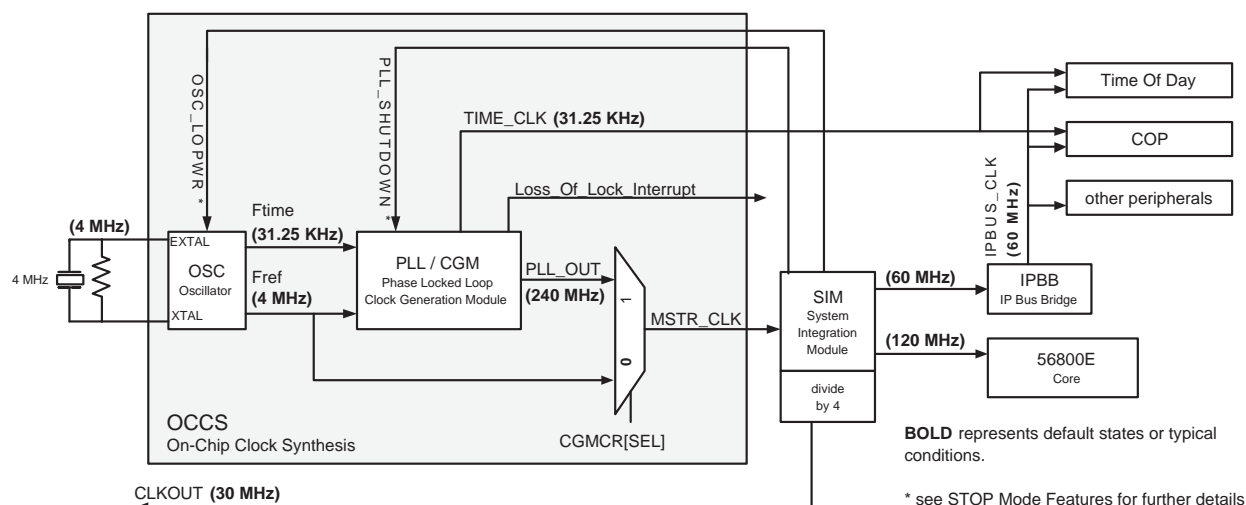 OSC_LOPWR *
PLL_SHUTDOWN *
TIME_CLK (31.25 KHz)
Loss_Of_Lock_Interrupt
Time Of Day
COP
other peripherals
IPBUS_CLK
(60 MHz)
(4 MHz)
4 MHz
EXTAL
OSC
Oscillator
XTAL
Ftime
(31.25 KHz)
Fref
(4 MHz)
PLL / CGM
Phase Locked Loop
Clock Generation Module
PLL_OUT
(240 MHz)
1
0
MSTR_CLK
CGMCR[SEL]
SIM
System
Integration
Module
divide
by 4
(60 MHz)
(120 MHz)
IPBB
IP Bus Bridge
56800E
Core
OCCS
On-Chip Clock Synthesis
CLKOUT (30 MHz)
BOLD represents default states or typical
conditions.
* see STOP Mode Features for further details